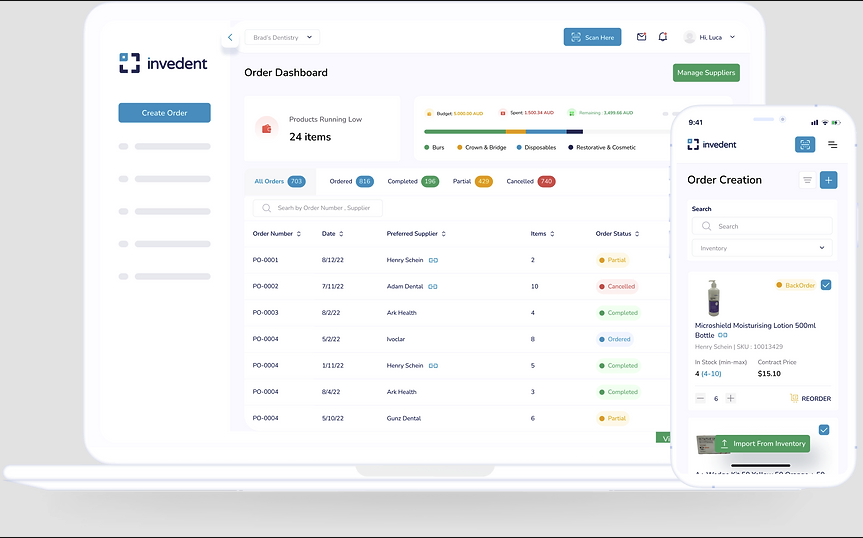 invedent
Create Order
Brad's Dentistry
Scan Here
Hi, Luca
Order Dashboard
Manage Suppliers
Products Running Low
24 items
Budget: 5,000.00 AUD
Spent: 1,500.34 AUD
Remaining: 3,499.66 AUD
Burs
Crown & Bridge
Disposables
Restorative & Cosmetic
All Orders 703
Ordered 816
Completed 196
Partial 429
Cancelled 740
Searh by Order Number , Supplier
Order Number Date Preferred Supplier Items Order Status
PO-0001 8/12/22 Henry Schein 2 Partial
PO-0002 7/11/22 Adam Dental 10 Cancelled
PO-0003 8/2/22 Ark Health 4 Completed
PO-0004 5/2/22 Ivoclar 8 Ordered
PO-0004 1/11/22 Henry Schein 5 Completed
PO-0004 8/4/22 Ark Health 3 Completed
PO-0004 5/10/22 Gunz Dental 6 Partial
9:41
invedent
Order Creation
Search
Search
Inventory
BackOrder
Microshield Moisturising Lotion 500ml
Bottle
Henry Schein | SKU : 10013429
In Stock (min-max) Contract Price
4 (4-10) $15.10
6 REORDER
Import From Inventory